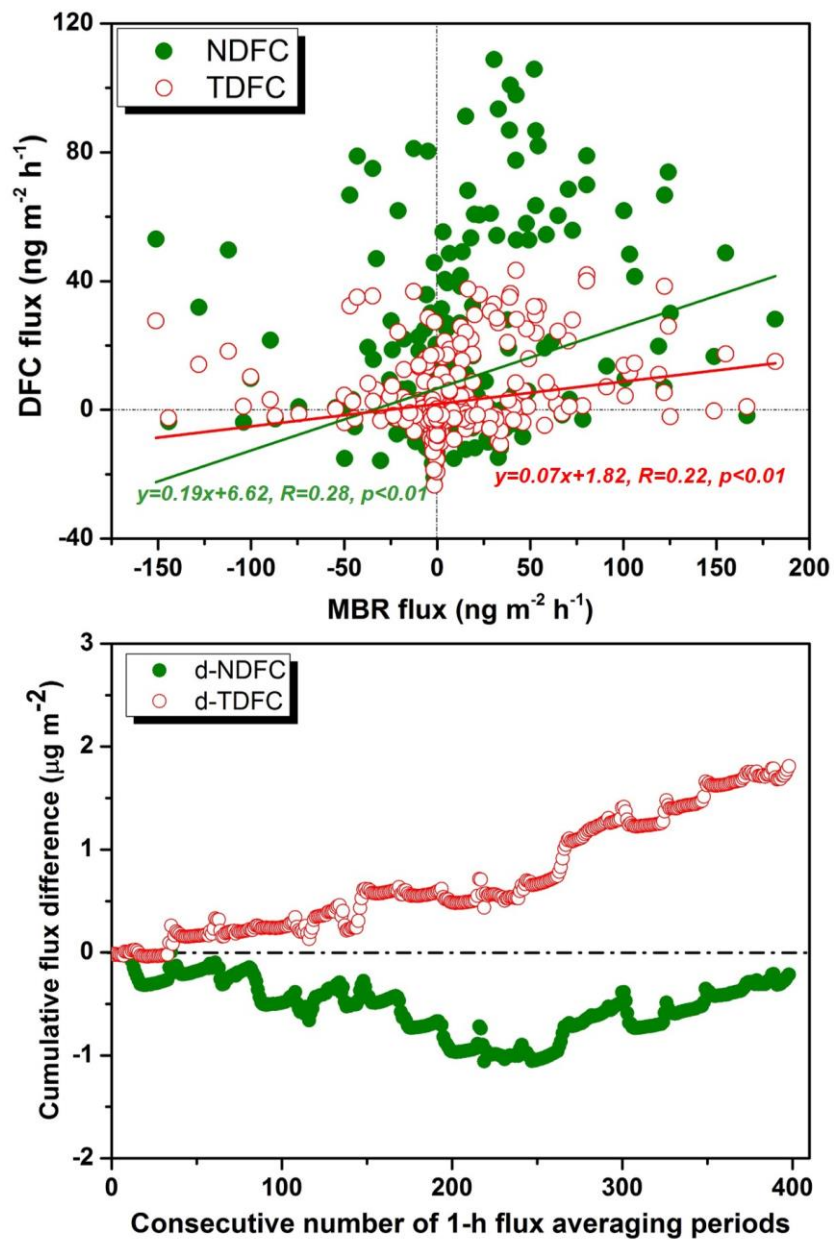 NDFC
TDFC
120
80
40
0
-40
DFC flux (ng m⁻² h⁻¹)
y=0.19x+6.62, R=0.28, p<0.01
y=0.07x+1.82, R=0.22, p<0.01
-150 -100 -50 0 50 100 150 200
MBR flux (ng m⁻² h⁻¹)
d-NDFC
d-TDFC
3
2
1
0
-1
-2
Cumulative flux difference (μg m⁻²)
0 100 200 300 400
Consecutive number of 1-h flux averaging periods